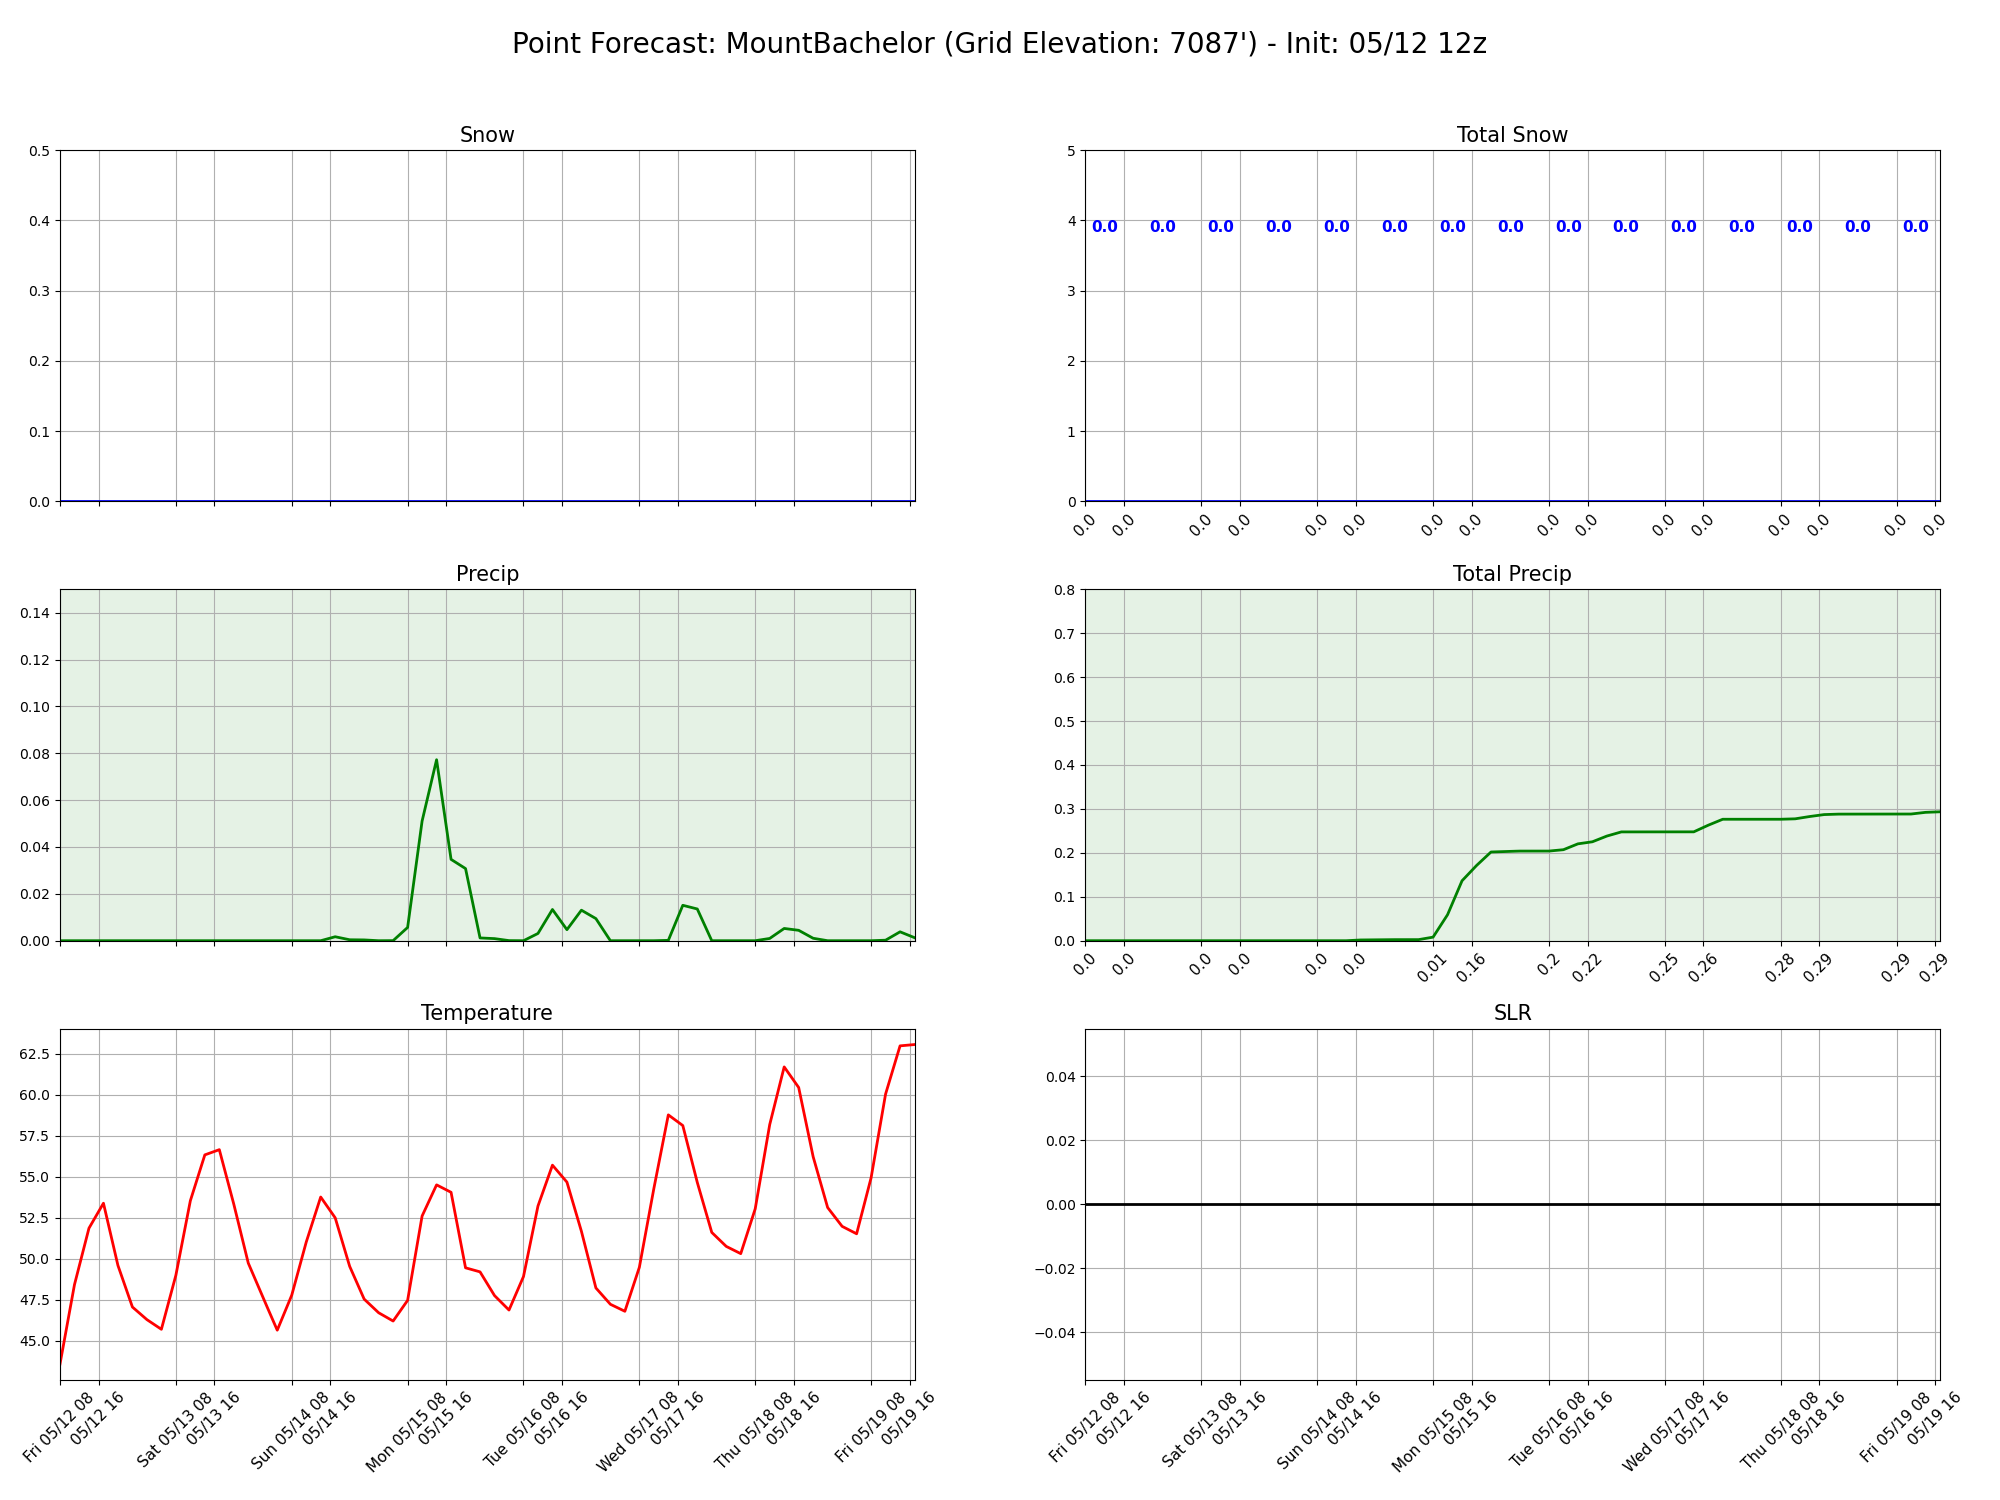 Point Forecast: MountBachelor (Grid Elevation: 7087') - Init: 05/12 12z
Snow
0.5
0.4
0.3
0.2
0.1
0.0
Total Snow
5
4
3
2
1
0
0.0 0.0 0.0 0.0 0.0 0.0 0.0 0.0 0.0 0.0 0.0 0.0 0.0 0.0 0.0
0.0 0.0 0.0 0.0 0.0 0.0 0.0 0.0 0.0 0.0 0.0 0.0 0.0 0.0 0.0 0.0
Precip
0.14
0.12
0.10
0.08
0.06
0.04
0.02
0.00
Total Precip
0.8
0.7
0.6
0.5
0.4
0.3
0.2
0.1
0.0
0.0 0.0 0.0 0.0 0.0 0.0 0.01 0.16 0.2 0.22 0.25 0.26 0.28 0.29 0.29 0.29
Temperature
62.5
60.0
57.5
55.0
52.5
50.0
47.5
45.0
Fri 05/12 08
05/12 16
Sat 05/13 08
05/13 16
Sun 05/14 08
05/14 16
Mon 05/15 08
05/15 16
Tue 05/16 08
05/16 16
Wed 05/17 08
05/17 16
Thu 05/18 08
05/18 16
Fri 05/19 08
05/19 16
SLR
0.04
0.02
0.00
−0.02
−0.04
Fri 05/12 08
05/12 16
Sat 05/13 08
05/13 16
Sun 05/14 08
05/14 16
Mon 05/15 08
05/15 16
Tue 05/16 08
05/16 16
Wed 05/17 08
05/17 16
Thu 05/18 08
05/18 16
Fri 05/19 08
05/19 16